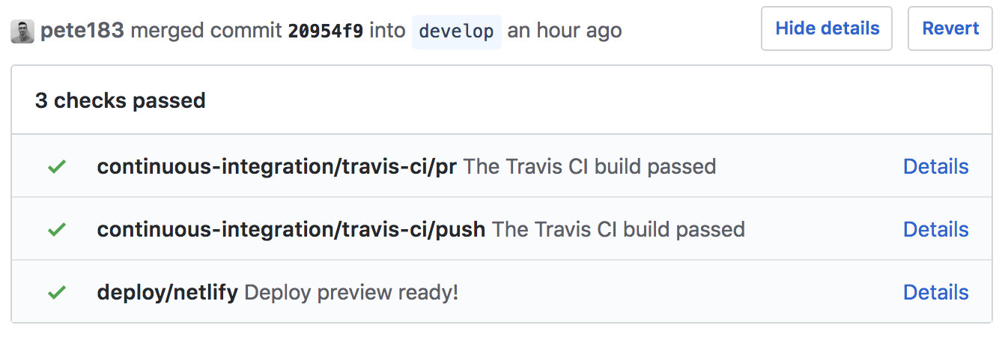 pete183 merged commit 20954f9 into develop an hour ago Hide details Revert
3 checks passed
continuous-integration/travis-ci/pr The Travis CI build passed Details
continuous-integration/travis-ci/push The Travis CI build passed Details
deploy/netlify Deploy preview ready! Details